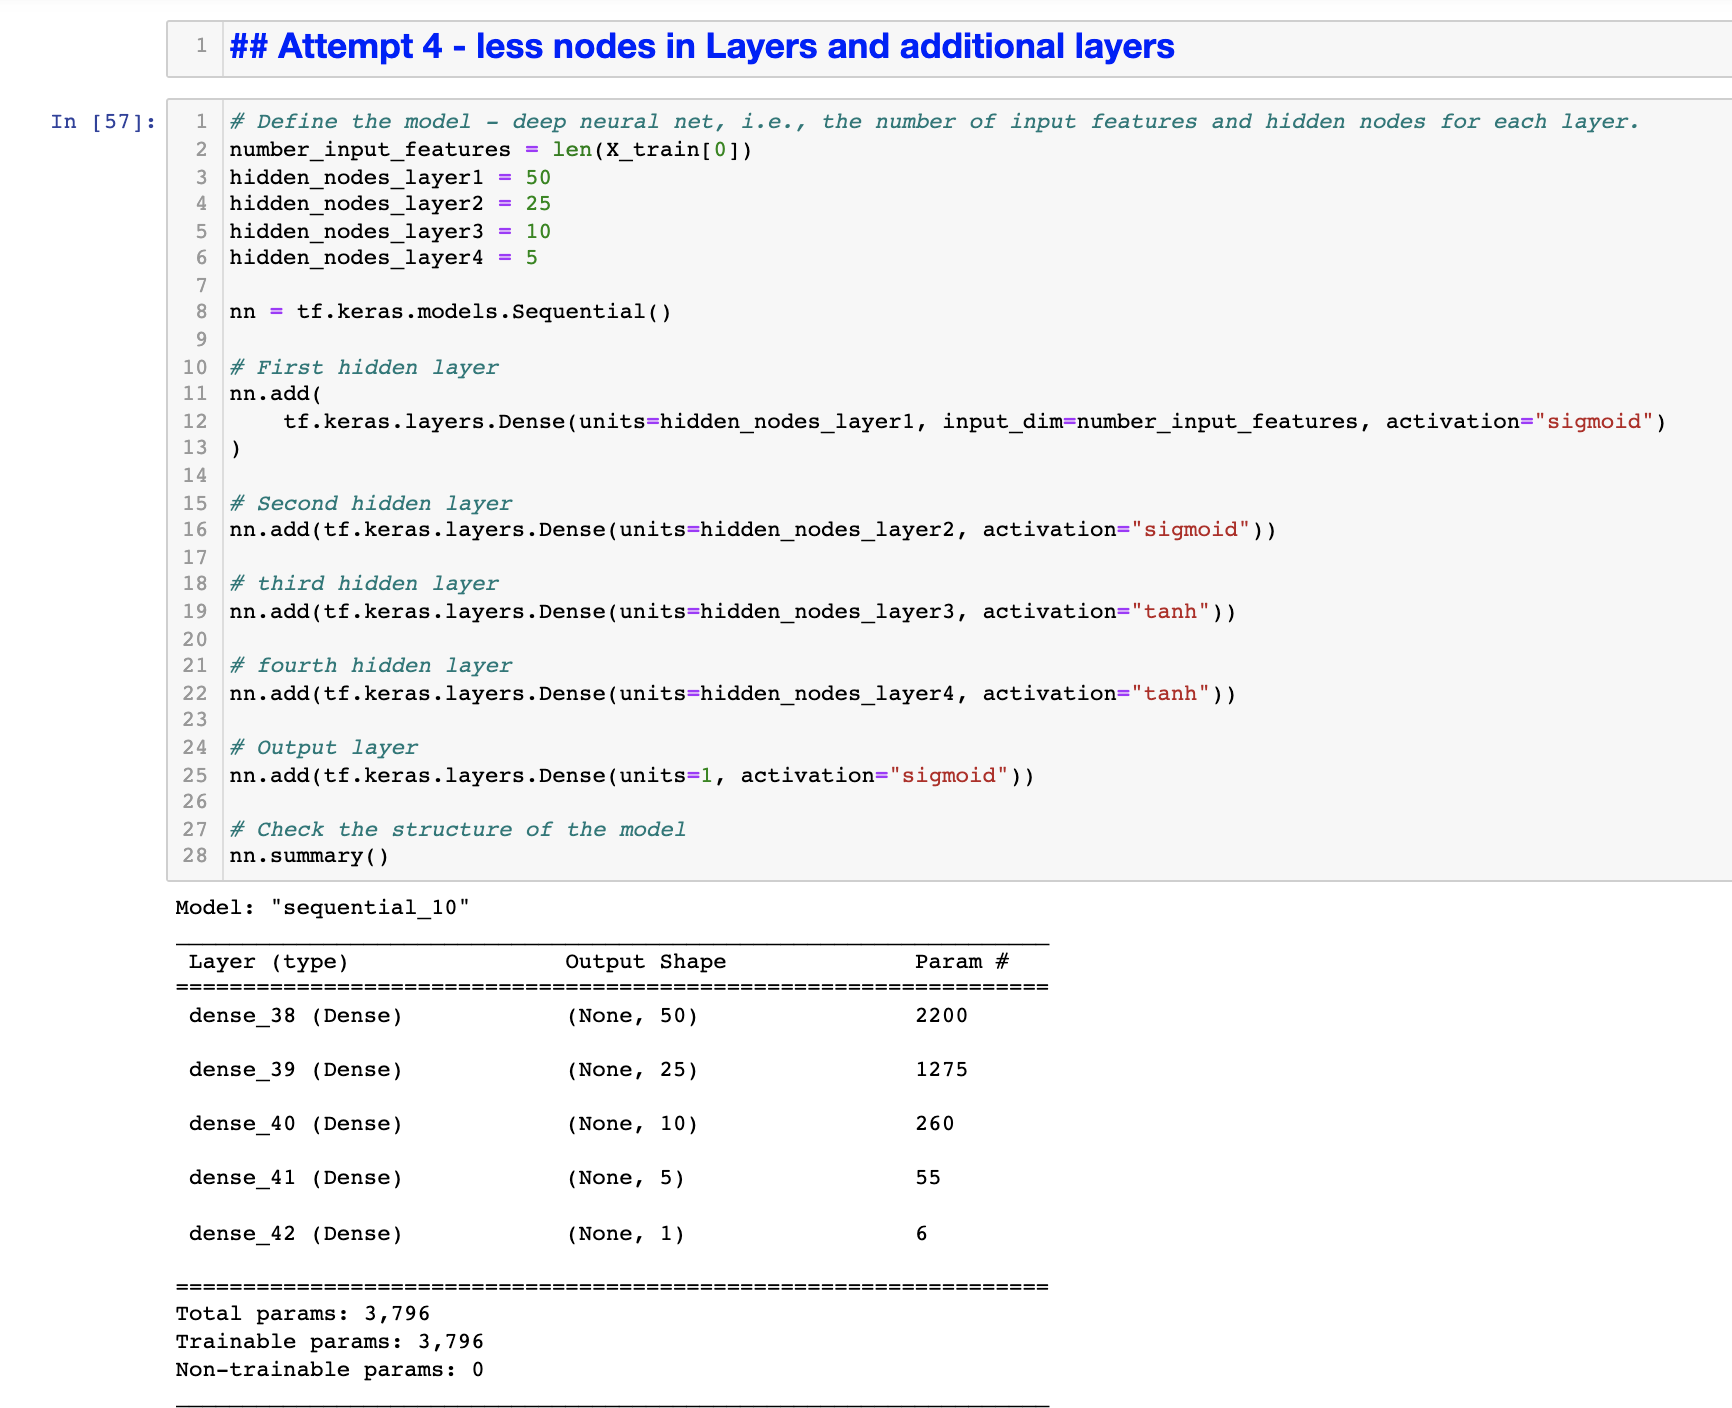 1 ## Attempt 4 - less nodes in Layers and additional layers
In [57]:
1 # Define the model – deep neural net, i.e., the number of input features and hidden nodes for each layer.
2 number_input_features = len(X_train[0])
3 hidden_nodes_layer1 = 50
4 hidden_nodes_layer2 = 25
5 hidden_nodes_layer3 = 10
6 hidden_nodes_layer4 = 5
7
8 nn = tf.keras.models.Sequential()
9
10 # First hidden layer
11 nn.add(
12     tf.keras.layers.Dense(units=hidden_nodes_layer1, input_dim=number_input_features, activation="sigmoid")
13 )
14
15 # Second hidden layer
16 nn.add(tf.keras.layers.Dense(units=hidden_nodes_layer2, activation="sigmoid"))
17
18 # third hidden layer
19 nn.add(tf.keras.layers.Dense(units=hidden_nodes_layer3, activation="tanh"))
20
21 # fourth hidden layer
22 nn.add(tf.keras.layers.Dense(units=hidden_nodes_layer4, activation="tanh"))
23
24 # Output layer
25 nn.add(tf.keras.layers.Dense(units=1, activation="sigmoid"))
26
27 # Check the structure of the model
28 nn.summary()
Model: "sequential_10"
_________________________________________________________________
Layer (type) Output Shape Param #
=================================================================
dense_38 (Dense) (None, 50) 2200
dense_39 (Dense) (None, 25) 1275
dense_40 (Dense) (None, 10) 260
dense_41 (Dense) (None, 5) 55
dense_42 (Dense) (None, 1) 6
=================================================================
Total params: 3,796
Trainable params: 3,796
Non-trainable params: 0
_________________________________________________________________